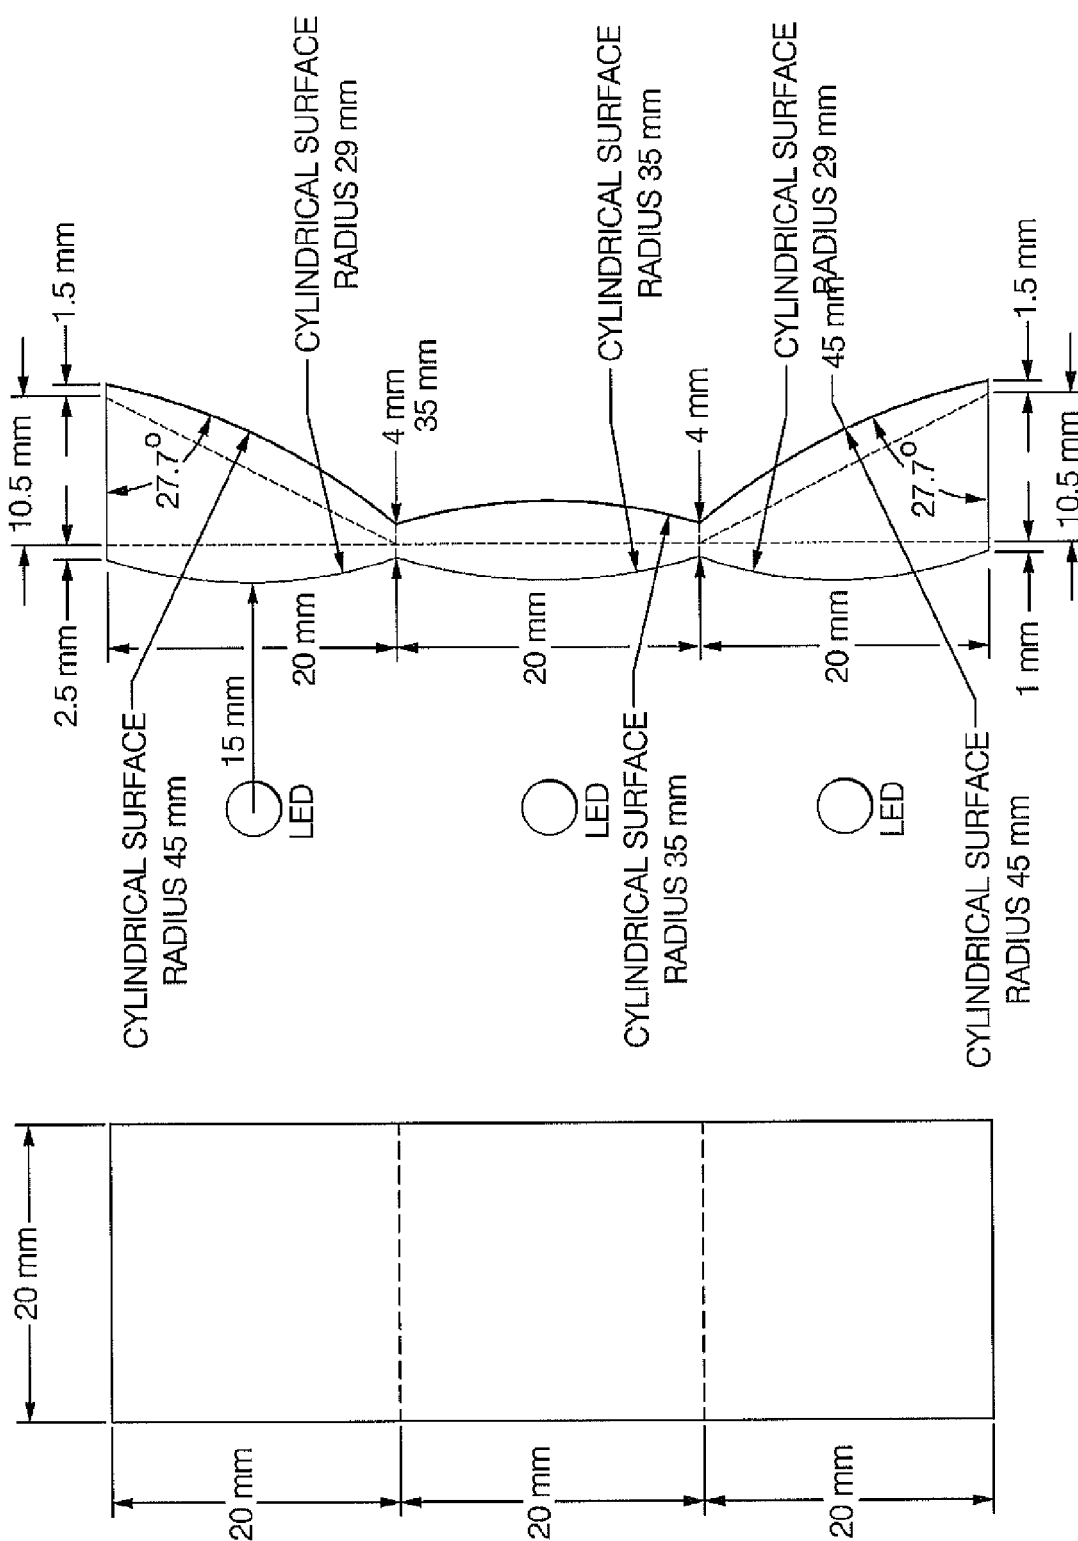 20 mm
20 mm
20 mm
20 mm
10.5 mm
2.5 mm
1.5 mm
27.7°
CYLINDRICAL SURFACE
RADIUS 29 mm
CYLINDRICAL SURFACE
RADIUS 45 mm
20 mm
15 mm
LED
4 mm
35 mm
CYLINDRICAL SURFACE
RADIUS 35 mm
20 mm
LED
CYLINDRICAL SURFACE
RADIUS 35 mm
4 mm
CYLINDRICAL SURFACE
RADIUS 29 mm
45 mm
20 mm
LED
27.7°
CYLINDRICAL SURFACE
RADIUS 45 mm
1 mm
1.5 mm
10.5 mm